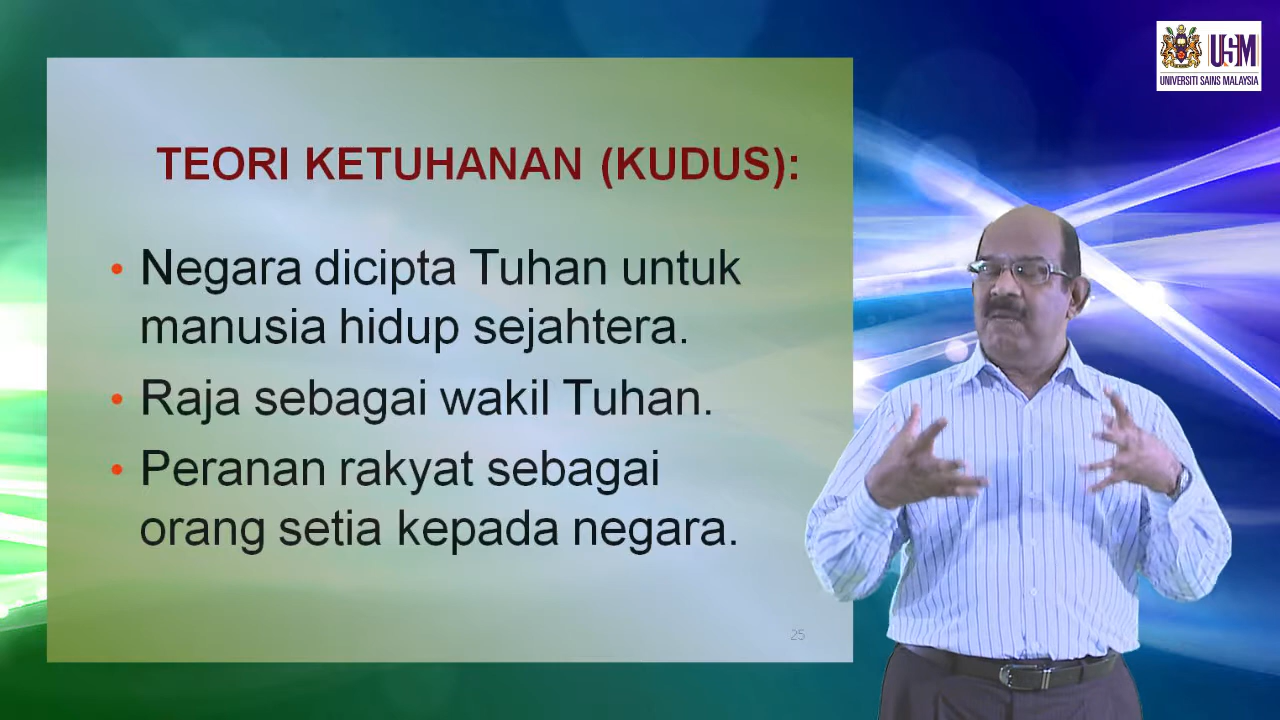 USM
UNIVERSITI SAINS MALAYSIA
TEORI KETUHANAN (KUDUS):
• Negara dicipta Tuhan untuk
manusia hidup sejahtera.
• Raja sebagai wakil Tuhan.
• Peranan rakyat sebagai
orang setia kepada negara.
25